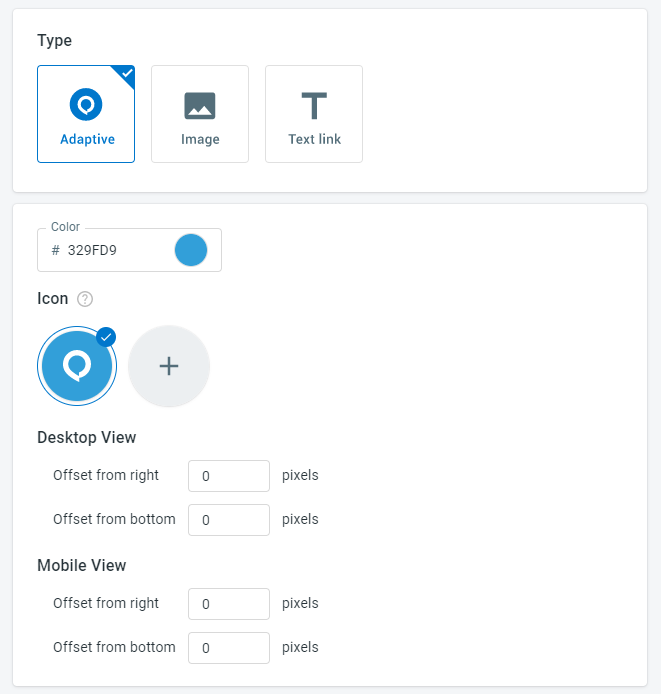 Type
Adaptive
Image
Text link
Color
# 329FD9
Icon ?
Desktop View
Offset from right 0 pixels
Offset from bottom 0 pixels
Mobile View
Offset from right 0 pixels
Offset from bottom 0 pixels